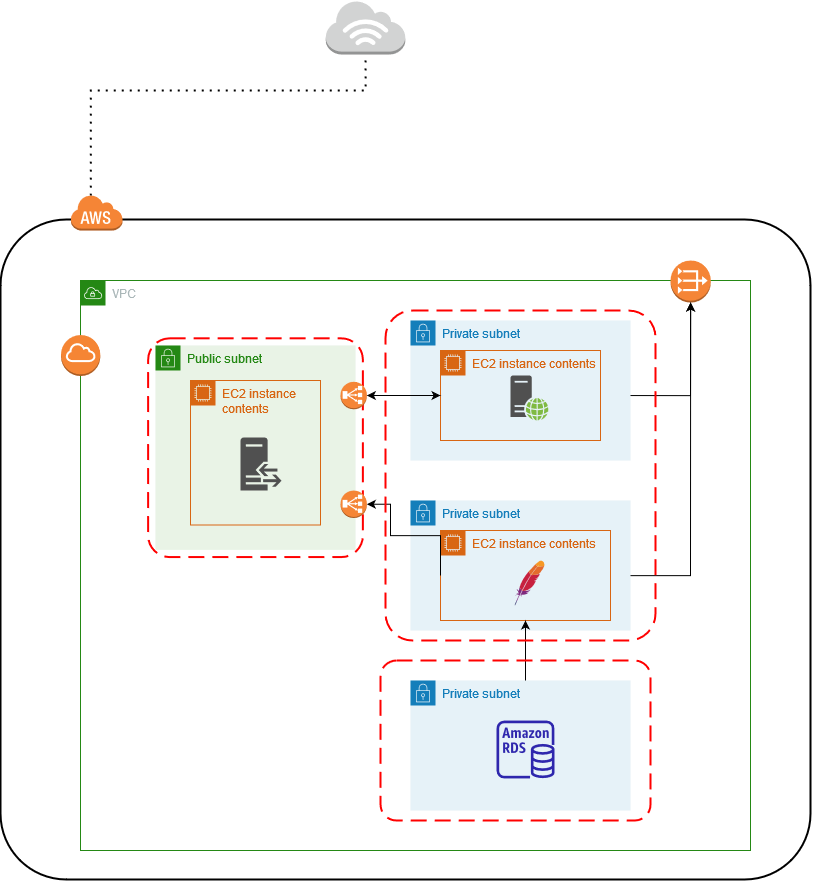 AWS
VPC
Public subnet
EC2 instance
contents
Private subnet
EC2 instance contents
Private subnet
EC2 instance contents
Private subnet
Amazon
RDS